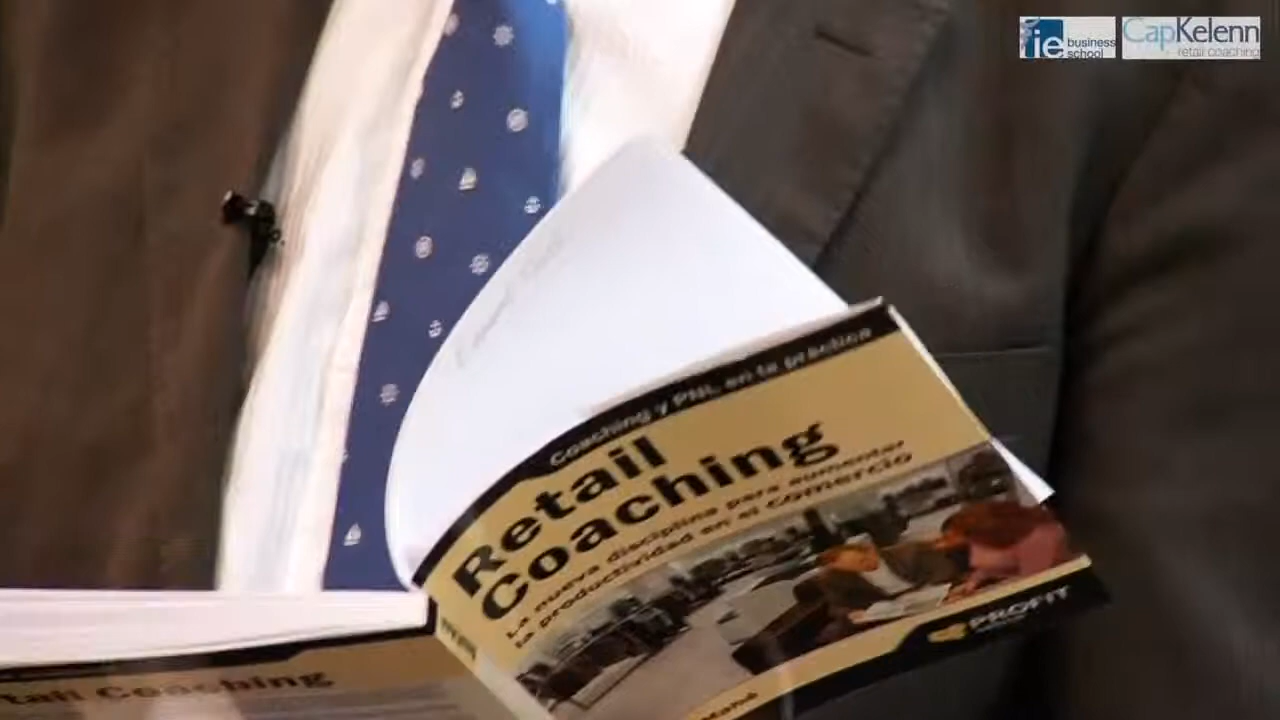 ie business school
CapKelenn
retail coaching
Coaching y PNL en la práctica
Retail
Coaching
La nueva disciplina para aumentar
la productividad en el comercio
PROFIT
tail Coaching